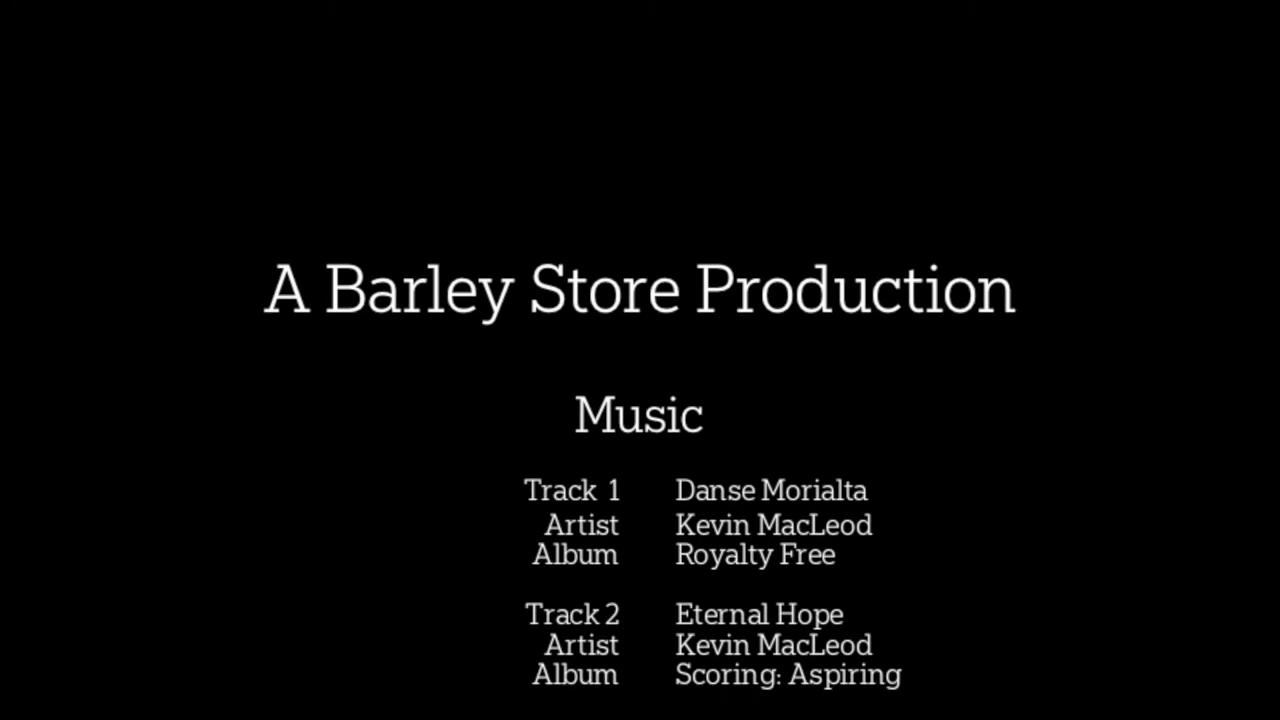 A Barley Store Production
Music
Track 1 Danse Morialta
Artist Kevin MacLeod
Album Royalty Free
Track 2 Eternal Hope
Artist Kevin MacLeod
Album Scoring: Aspiring